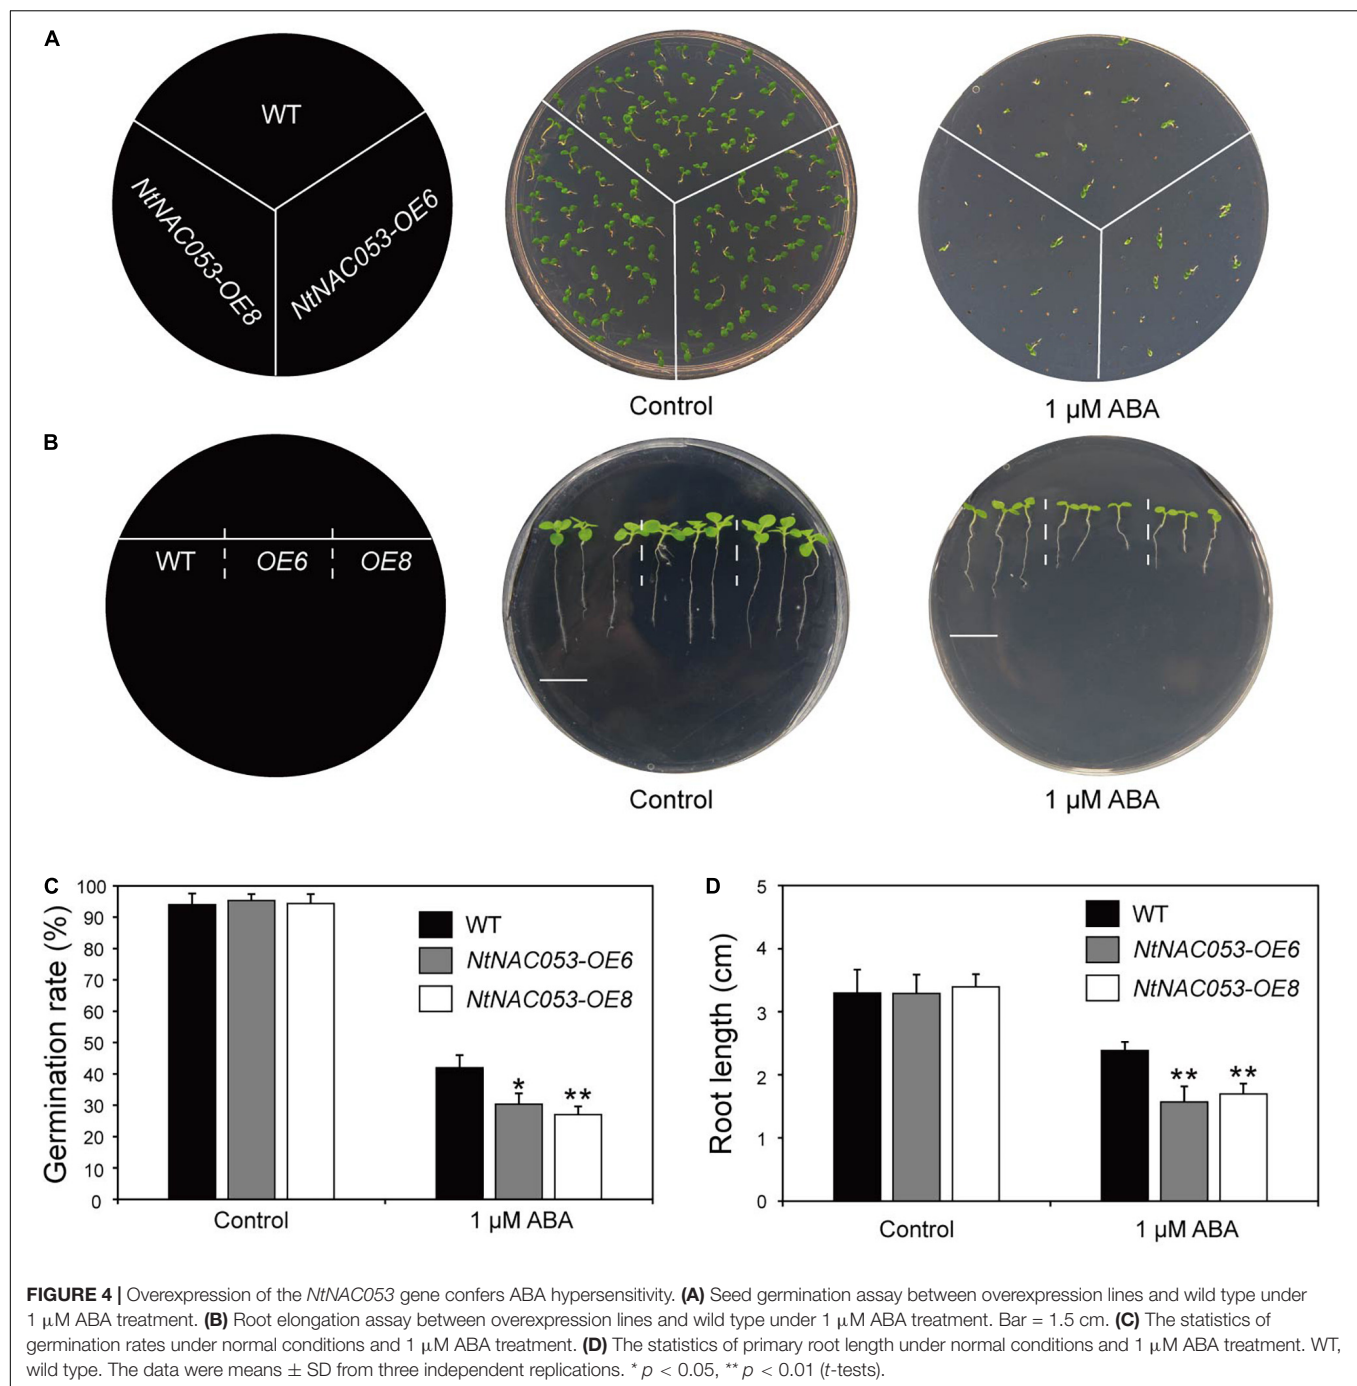 A
WT
NtNAC053-OE8
NtNAC053-OE6
Control
1 μM ABA
B
WT
OE6
OE8
Control
1 μM ABA
C
Germination rate (%)
100
90
80
70
60
50
40
30
20
10
0
WT
NtNAC053-OE6
NtNAC053-OE8
*
**
Control
1 μM ABA
D
Root length (cm)
5
4
3
2
1
0
WT
NtNAC053-OE6
NtNAC053-OE8
**
**
Control
1 μM ABA
FIGURE 4 | Overexpression of the NtNAC053 gene confers ABA hypersensitivity. (A) Seed germination assay between overexpression lines and wild type under
1 μM ABA treatment. (B) Root elongation assay between overexpression lines and wild type under 1 μM ABA treatment. Bar = 1.5 cm. (C) The statistics of
germination rates under normal conditions and 1 μM ABA treatment. (D) The statistics of primary root length under normal conditions and 1 μM ABA treatment. WT,
wild type. The data were means ± SD from three independent replications. * p < 0.05, ** p < 0.01 (t-tests).